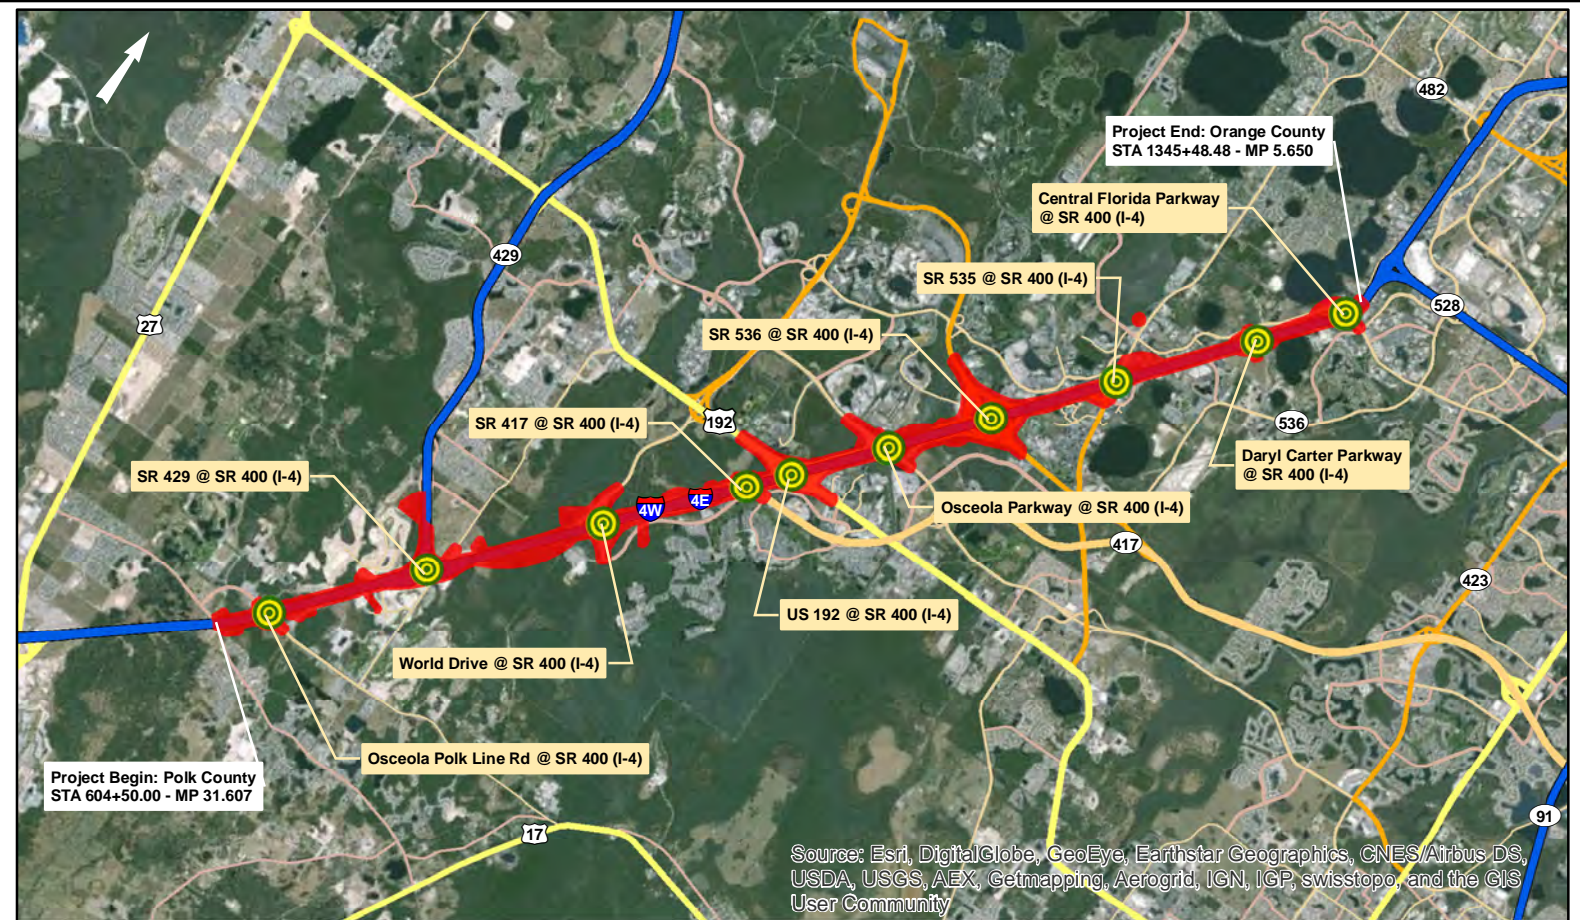 482
Project End: Orange County
STA 1345+48.48 - MP 5.650
Central Florida Parkway
@ SR 400 (I-4)
429
SR 535 @ SR 400 (I-4)
528
27
SR 536 @ SR 400 (I-4)
192
SR 417 @ SR 400 (I-4)
536
Daryl Carter Parkway
@ SR 400 (I-4)
SR 429 @ SR 400 (I-4)
4E
4W
Osceola Parkway @ SR 400 (I-4)
417
423
US 192 @ SR 400 (I-4)
World Drive @ SR 400 (I-4)
Osceola Polk Line Rd @ SR 400 (I-4)
Project Begin: Polk County
STA 604+50.00 - MP 31.607
91
17
Source: Esri, DigitalGlobe, GeoEye, Earthstar Geographics, CNES/Airbus DS,
USDA, USGS, AEX, Getmapping, Aerogrid, IGN, IGP, swisstopo, and the GIS
User Community